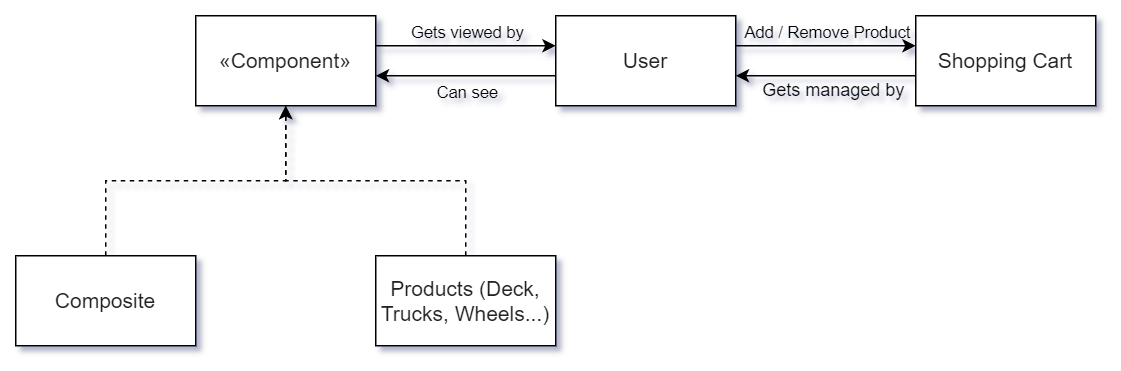 «Component»
Gets viewed by
Can see
User
Add / Remove Product
Gets managed by
Shopping Cart
Composite
Products (Deck,
Trucks, Wheels...)